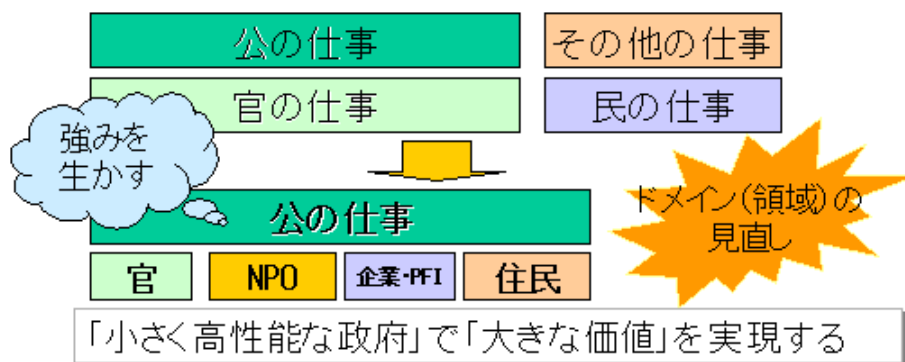 公の仕事
その他の仕事
官の仕事
民の仕事
強みを
生かす
公の仕事
ドメイン(領域)の
見直し
官
NPO
企業・PFI
住民
「小さく高性能な政府」で「大きな価値」を実現する